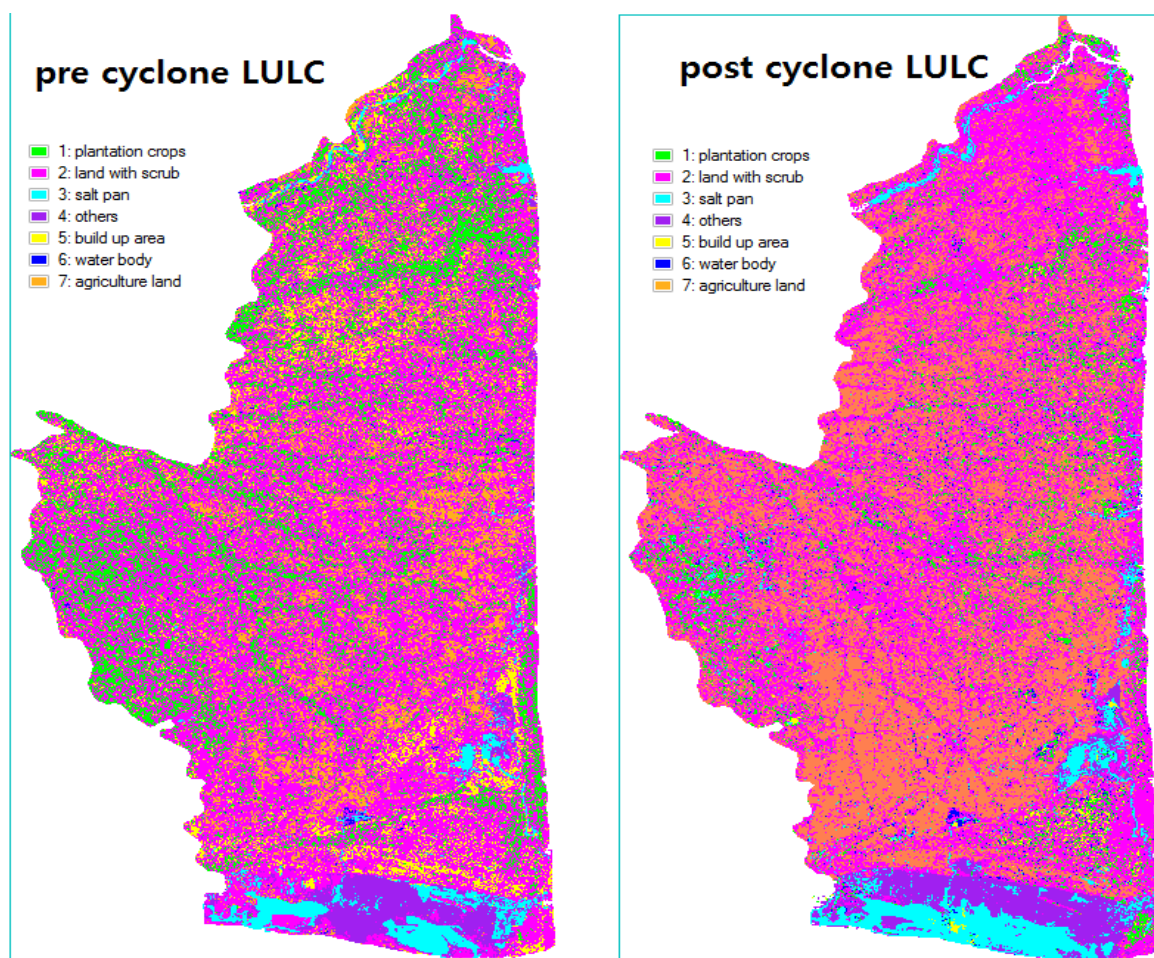 pre cyclone LULC
1: plantation crops
2: land with scrub
3: salt pan
4: others
5: build up area
6: water body
7: agriculture land
post cyclone LULC
1: plantation crops
2: land with scrub
3: salt pan
4: others
5: build up area
6: water body
7: agriculture land